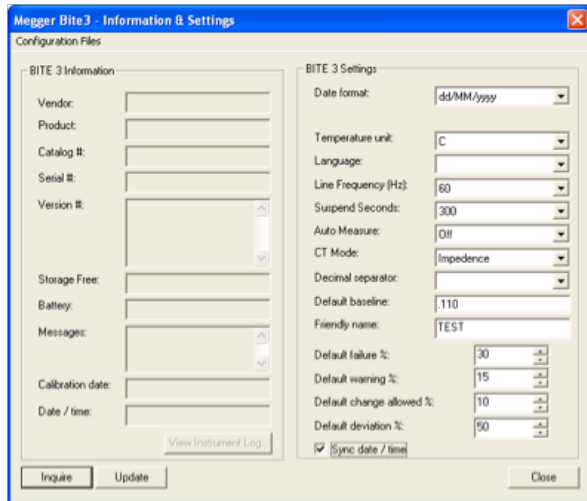 Megger Bite3 - Information & Settings
Configuration Files
BITE 3 Information
Vendor:
Product:
Catalog #:
Serial #:
Version #:
Storage Free:
Battery:
Messages:
Calibration date:
Date / time:
View Instrument Log..
Inquire
Update
BITE 3 Settings
Date format: dd/MM/yyyy
Temperature unit: C
Language:
Line Frequency (Hz): 60
Suspend Seconds: 300
Auto Measure: Off
CT Mode: Impedence
Decimal separator:
Default baseline: .110
Friendly name: TEST
Default failure %: 30
Default warning %: 15
Default change allowed %: 10
Default deviation %: 50
Sync date / time
Close